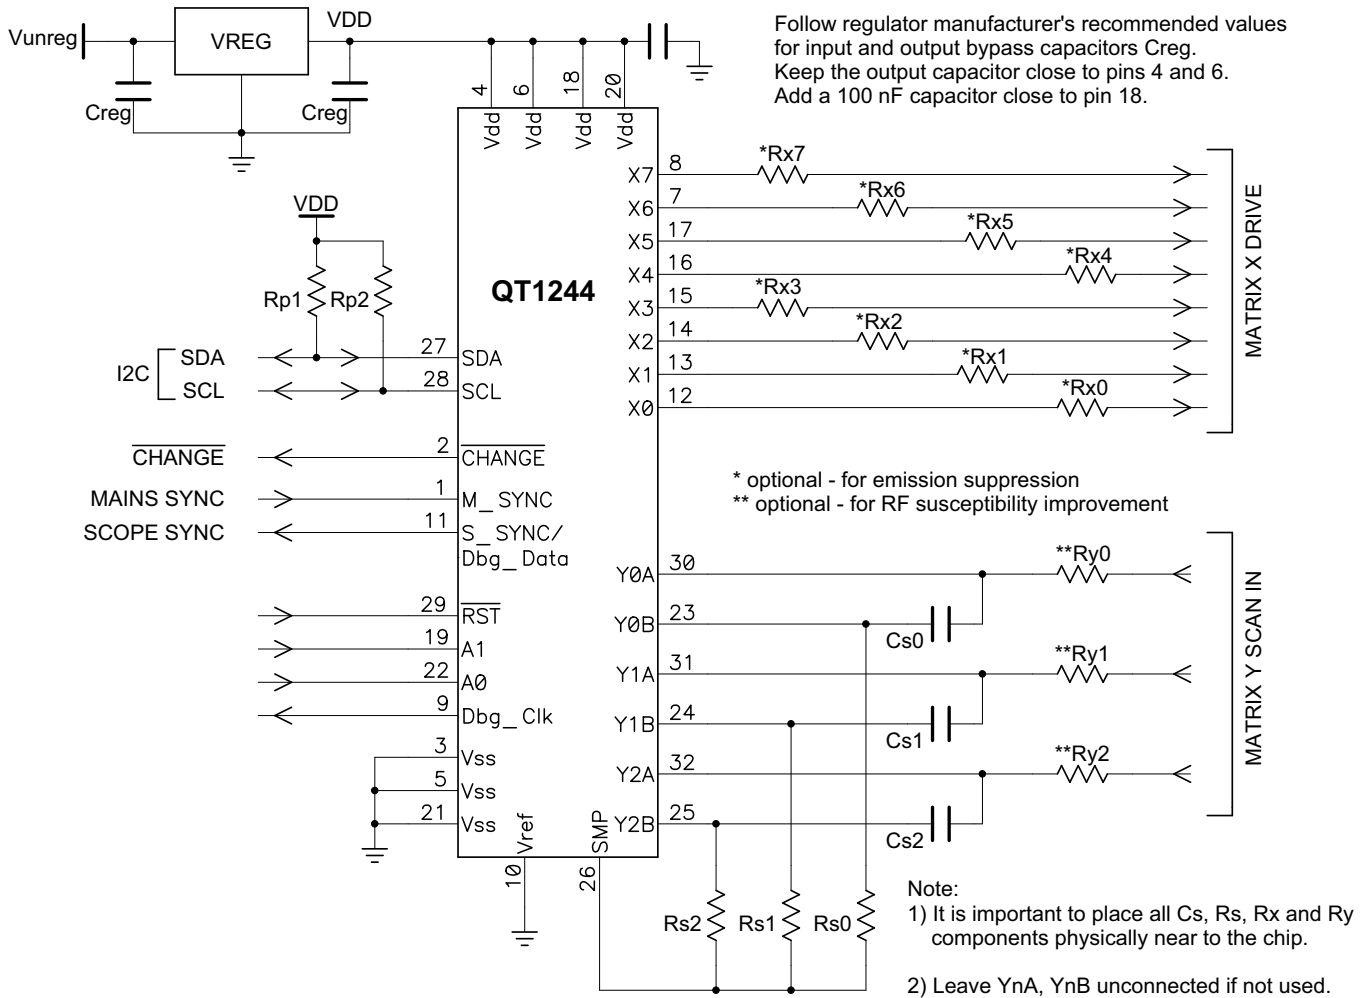 Vunreg
VREG
VDD
Creg
Creg
Follow regulator manufacturer's recommended values
for input and output bypass capacitors Creg.
Keep the output capacitor close to pins 4 and 6.
Add a 100 nF capacitor close to pin 18.
4
6
18
20
Vdd
Vdd
Vdd
Vdd
VDD
Rp1
Rp2
QT1244
I2C
SDA
27
SDA
SCL
28
SCL
CHANGE
2
CHANGE
MAINS SYNC
1
M_SYNC
SCOPE SYNC
11
S_SYNC/
Dbg_Data
29
RST
19
A1
22
A0
9
Dbg_Clk
3
Vss
5
Vss
21
Vss
Vref
10
SMP
26
X7
8
*Rx7
X6
7
*Rx6
X5
17
*Rx5
X4
16
*Rx4
X3
15
*Rx3
X2
14
*Rx2
X1
13
*Rx1
X0
12
*Rx0
MATRIX X DRIVE
* optional - for emission suppression
** optional - for RF susceptibility improvement
Y0A
30
**Ry0
Y0B
23
Cs0
Y1A
31
**Ry1
Y1B
24
Cs1
Y2A
32
**Ry2
Y2B
25
Cs2
MATRIX Y SCAN IN
Rs2
Rs1
Rs0
Note:
1) It is important to place all Cs, Rs, Rx and Ry
components physically near to the chip.
2) Leave YnA, YnB unconnected if not used.